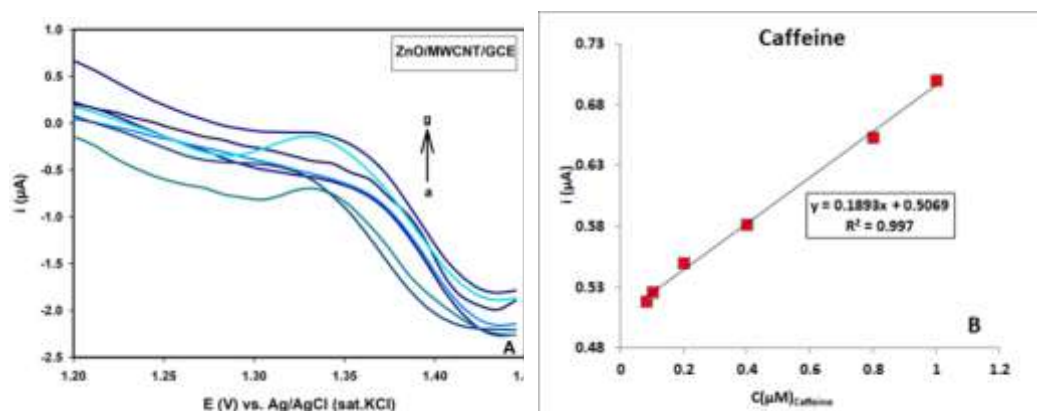 ZnO/MWCNT/GCE
g
a
i (µA)
1.0
0.5
0.0
-0.5
-1.0
-1.5
-2.0
-2.5
1.20
1.25
1.30
1.35
1.40
1.4
E (V) vs. Ag/AgCl (sat.KCl)
A
Caffeine
i (µA)
0.73
0.68
0.63
0.58
0.53
0.48
y = 0.1893x + 0.5069
R² = 0.997
B
0
0.2
0.4
0.6
0.8
1
1.2
C(µM)Caffeine